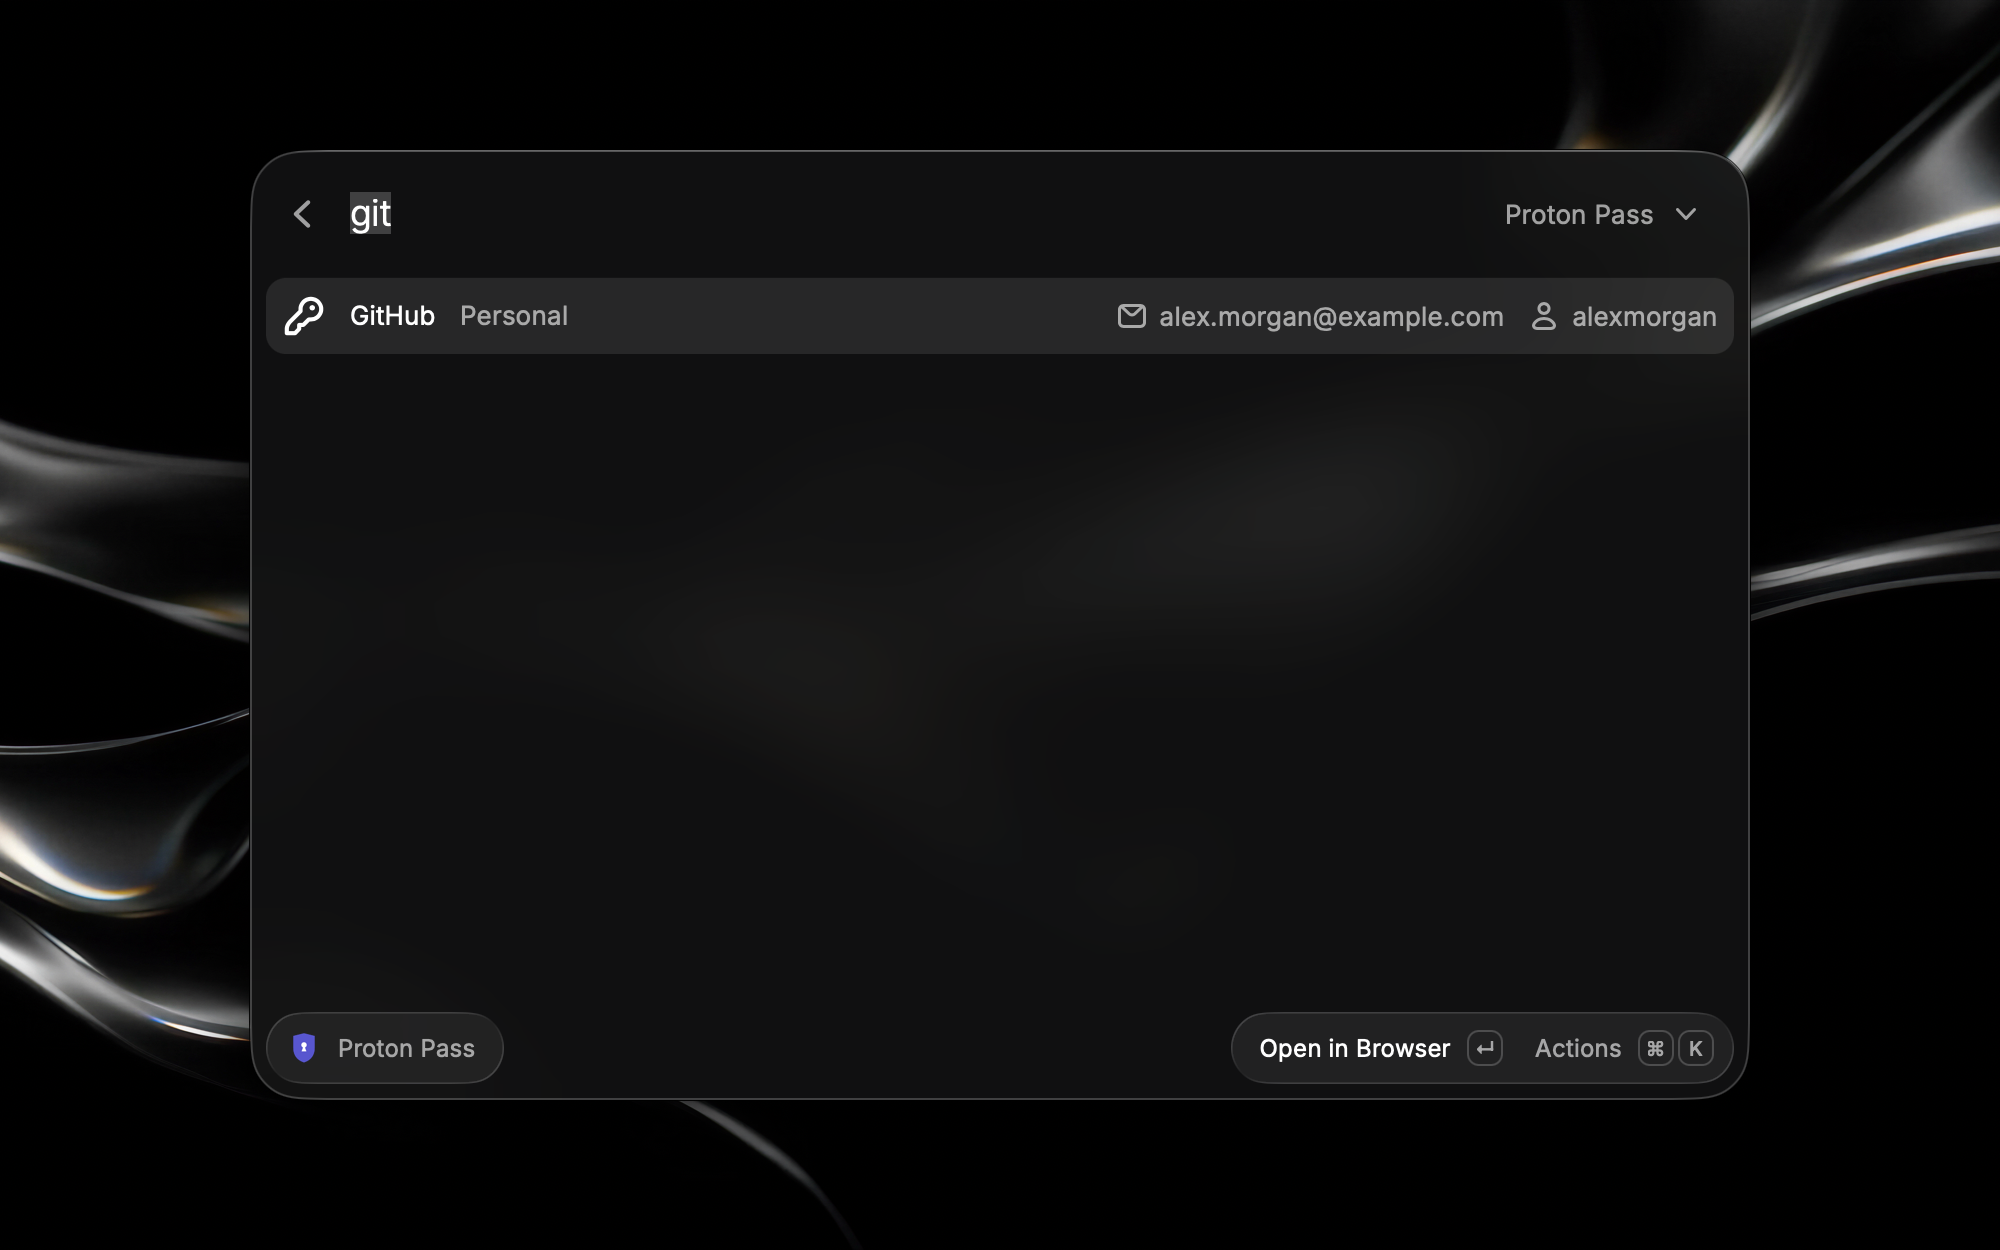 git
Proton Pass
GitHub Personal alex.morgan@example.com alexmorgan
Proton Pass
Open in Browser ↵ Actions ⌘ K